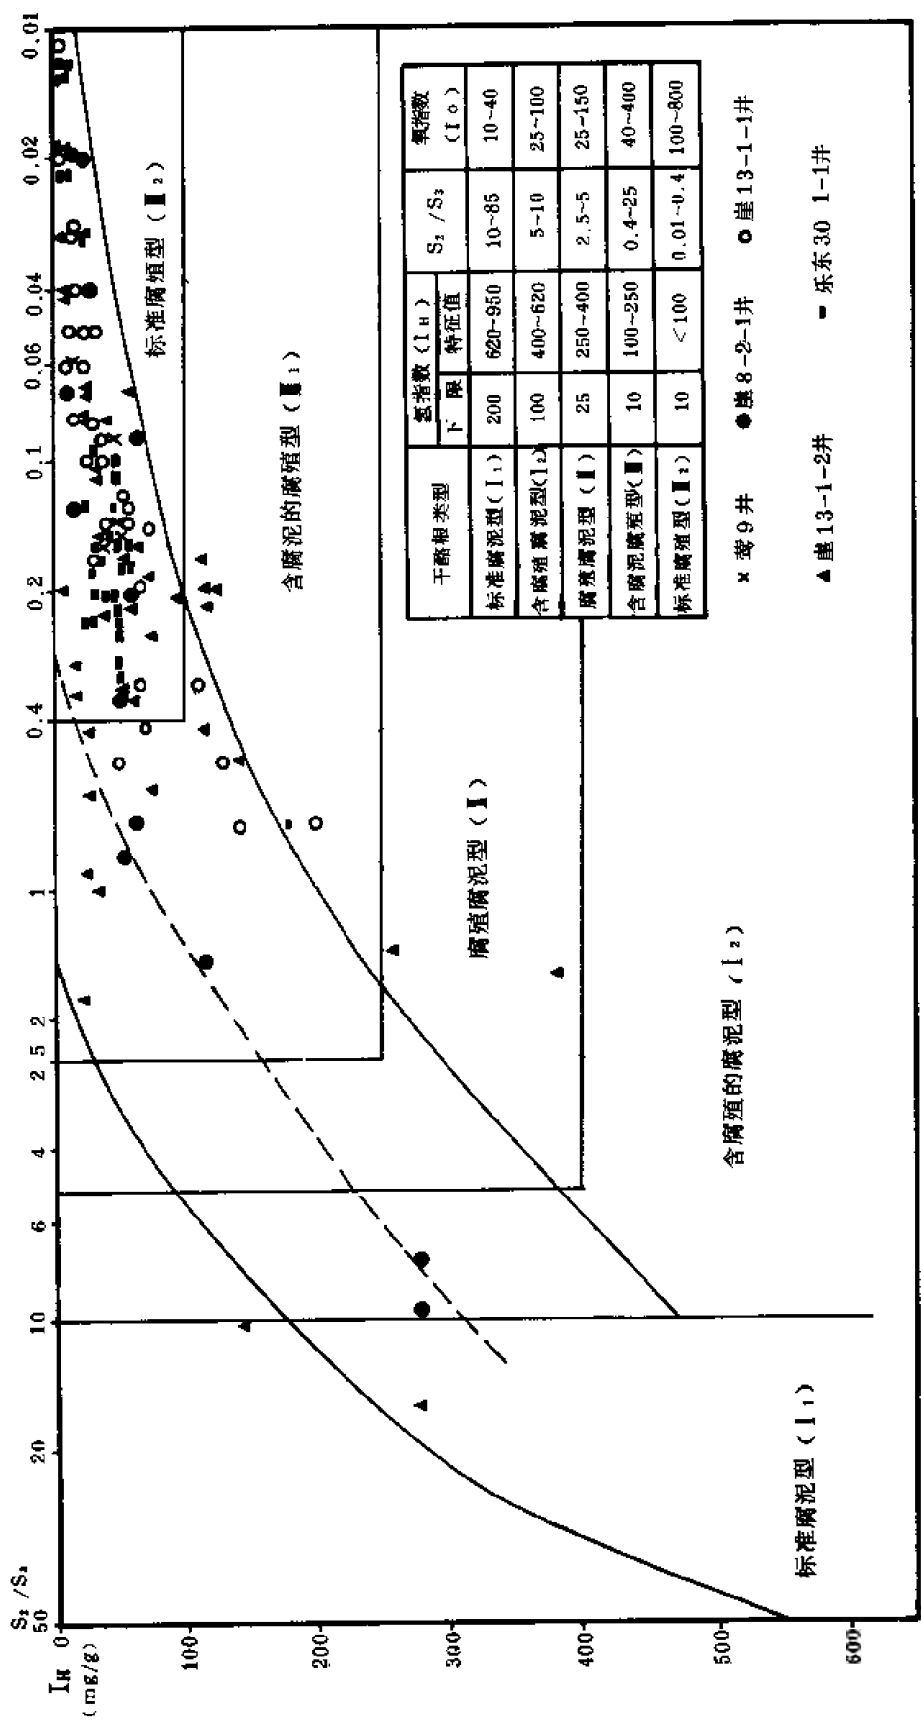 S₂/S₃
50
20
10
6
4
2.5
2
1
0.4
0.2
0.1
0.06
0.04
0.02
0.01
I_H
(mg/g)
0
100
200
300
400
500
600
标准腐殖型(Ⅲ₂)
含腐泥的腐殖型(Ⅲ₁)
腐殖腐泥型(Ⅱ)
含腐殖的腐泥型(Ⅰ₂)
标准腐泥型(Ⅰ₁)
干酪根类型 氢指数(I_H) S₂/S₃ 氧指数(I_O)
下限 特征值
标准腐泥型(Ⅰ₁) 200 620~950 10~85 10~40
含腐殖腐泥型(Ⅰ₂) 100 400~620 5~10 25~100
腐殖腐泥型(Ⅱ) 25 250~400 2.5~5 25~150
含腐泥腐殖型(Ⅲ) 10 100~250 0.4~25 40~400
标准腐殖型(Ⅲ₂) 10 <100 0.01~0.4 100~800
× 莺9井 ● 崖8-2-1井 ○ 崖13-1-1井
▲ 崖13-1-2井 ▬ 乐东30 1-1井